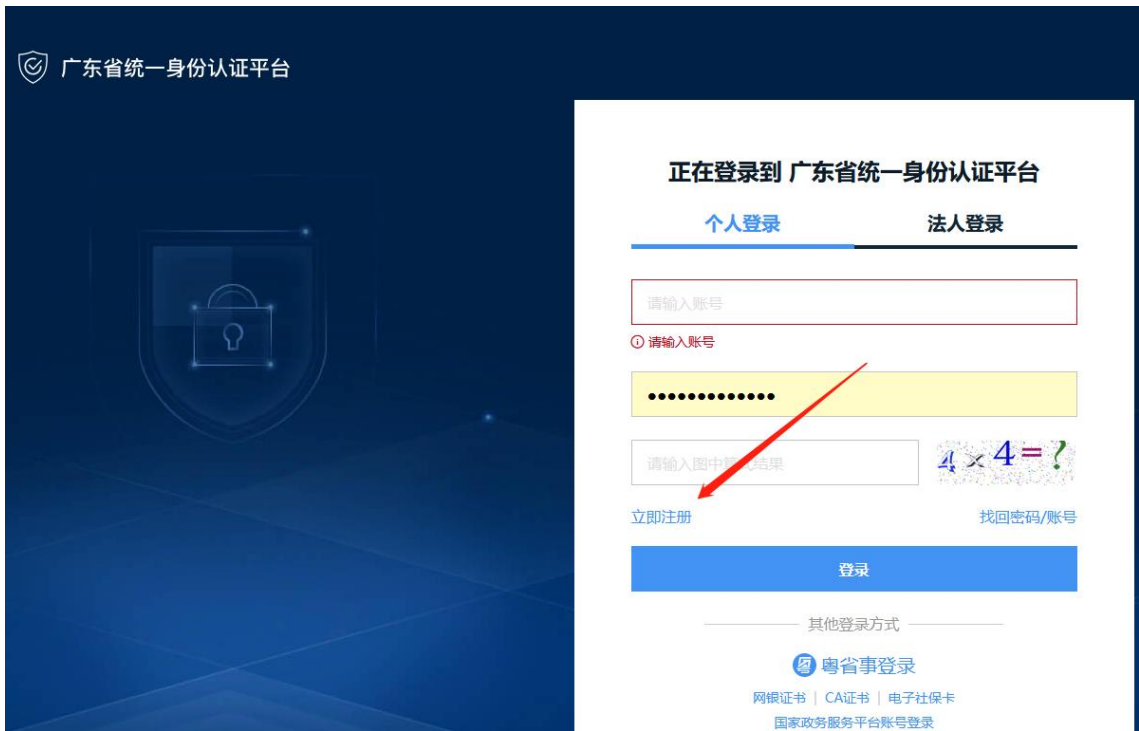 广东省统一身份认证平台
正在登录到 广东省统一身份认证平台
个人登录 法人登录
请输入账号
请输入账号
•••••••••••••
请输入图中算式结果 4×4=?
立即注册 找回密码/账号
登录
其他登录方式
粤省事登录
网银证书 | CA证书 | 电子社保卡
国家政务服务平台账号登录